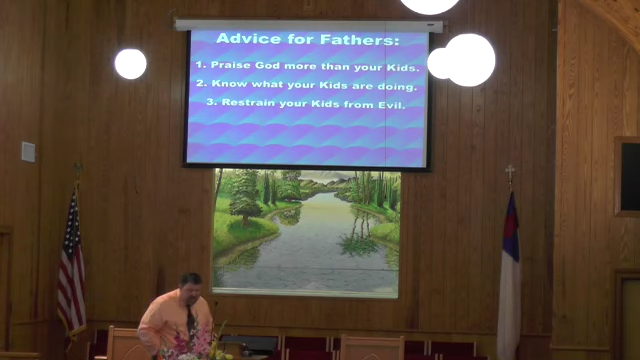 Advice for Fathers:
1. Praise God more than your Kids.
2. Know what your Kids are doing.
3. Restrain your Kids from Evil.